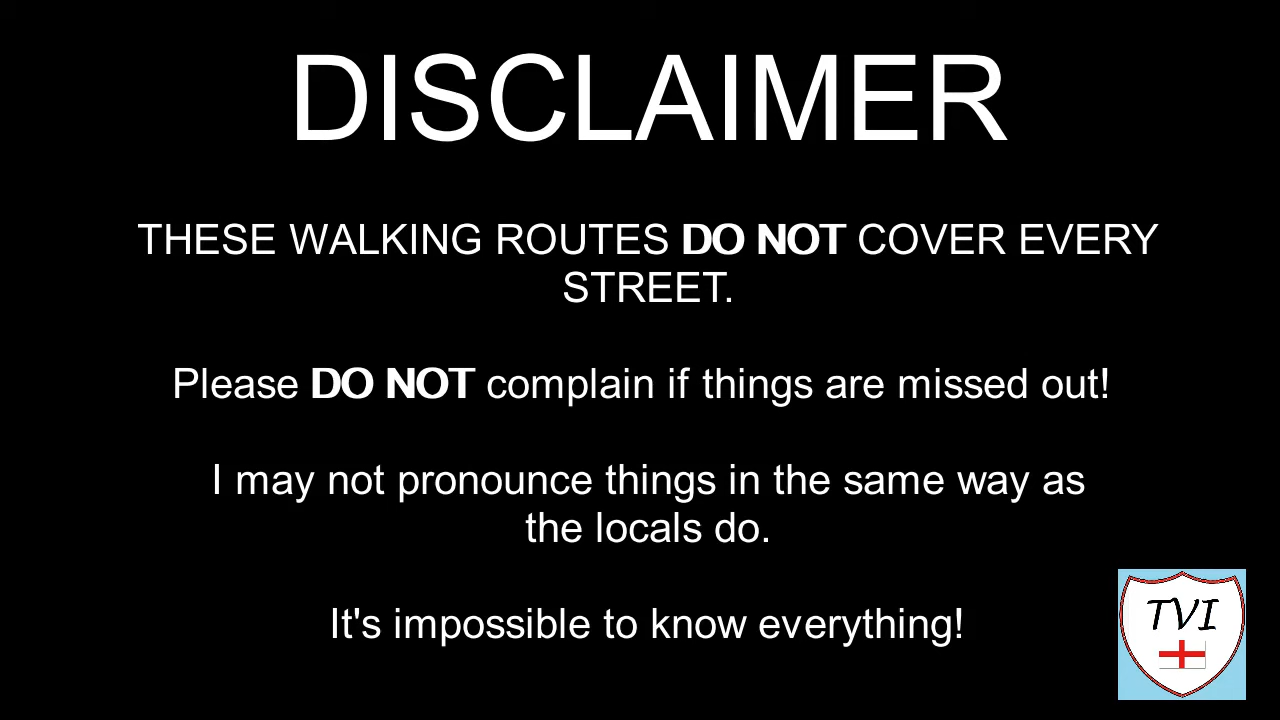 DISCLAIMER
THESE WALKING ROUTES DO NOT COVER EVERY
STREET.
Please DO NOT complain if things are missed out!
I may not pronounce things in the same way as
the locals do.
It's impossible to know everything!
TVI